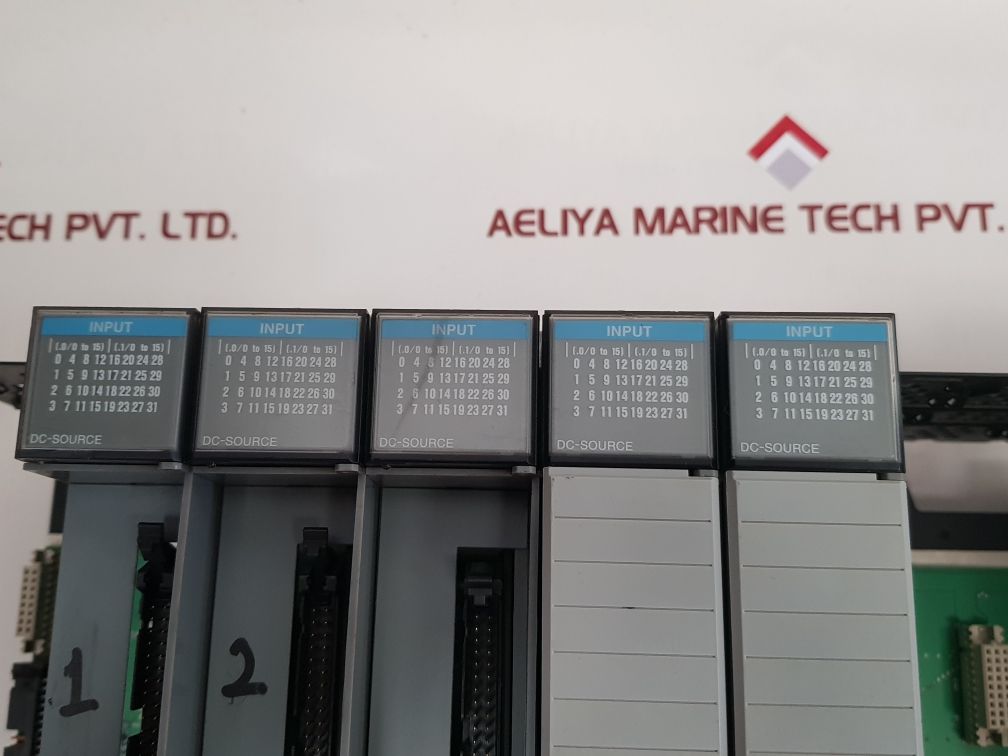 ECH PVT. LTD.
AELIYA MARINE TECH PVT.
INPUT
(.0/0 to 15) (.1/0 to 15)
0 4 8 12 16 20 24 28
1 5 9 13 17 21 25 29
2 6 10 14 18 22 26 30
3 7 11 15 19 23 27 31
DC-SOURCE
INPUT
(.0/0 to 15) (.1/0 to 15)
0 4 8 12 16 20 24 28
1 5 9 13 17 21 25 29
2 6 10 14 18 22 26 30
3 7 11 15 19 23 27 31
DC-SOURCE
INPUT
(.0/0 to 15) (.1/0 to 15)
0 4 8 12 16 20 24 28
1 5 9 13 17 21 25 29
2 6 10 14 18 22 26 30
3 7 11 15 19 23 27 31
DC-SOURCE
INPUT
(.0/0 to 15) (.1/0 to 15)
0 4 8 12 16 20 24 28
1 5 9 13 17 21 25 29
2 6 10 14 18 22 26 30
3 7 11 15 19 23 27 31
DC-SOURCE
INPUT
(.0/0 to 15) (.1/0 to 15)
0 4 8 12 16 20 24 28
1 5 9 13 17 21 25 29
2 6 10 14 18 22 26 30
3 7 11 15 19 23 27 31
DC-SOURCE
1
2